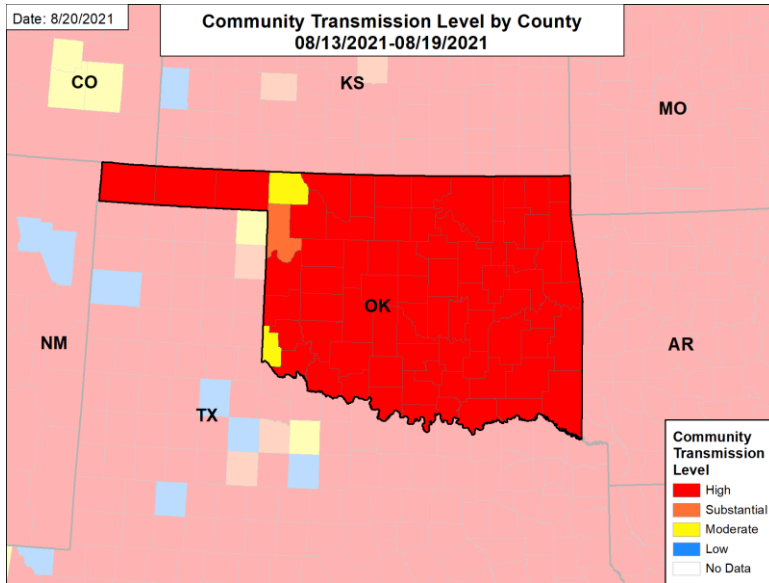 Date: 8/20/2021
Community Transmission Level by County
08/13/2021-08/19/2021
CO
KS
MO
OK
NM
AR
TX
Community
Transmission
Level
High
Substantial
Moderate
Low
No Data